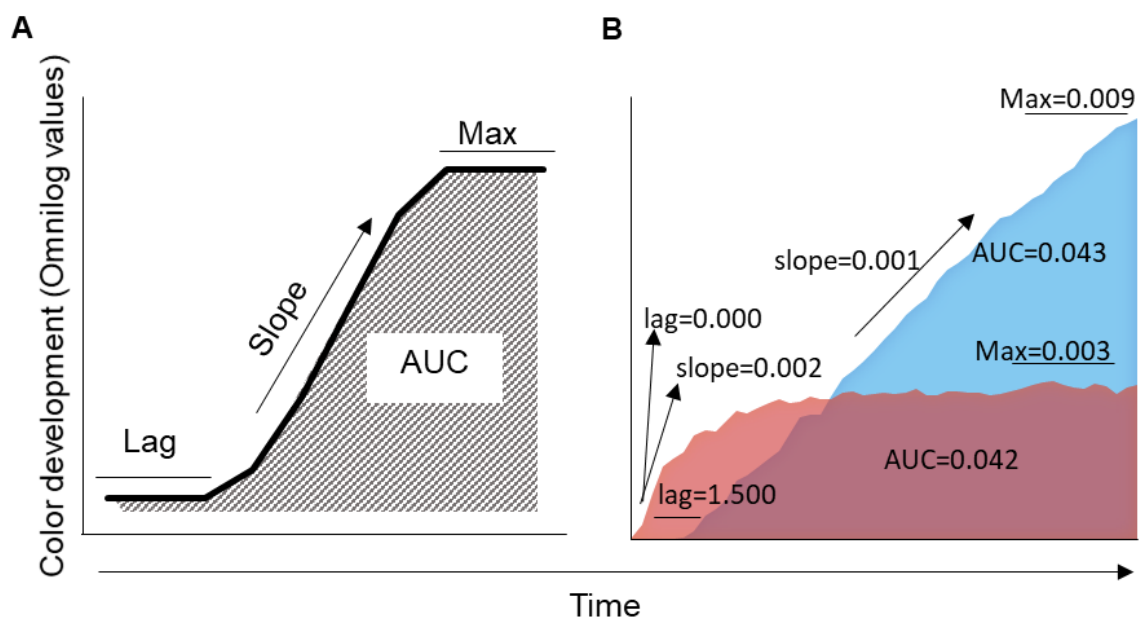 A
Color development (Omnilog values)
Lag
Slope
Max
AUC
B
Max=0.009
slope=0.001
AUC=0.043
lag=0.000
slope=0.002
Max=0.003
AUC=0.042
lag=1.500
Time